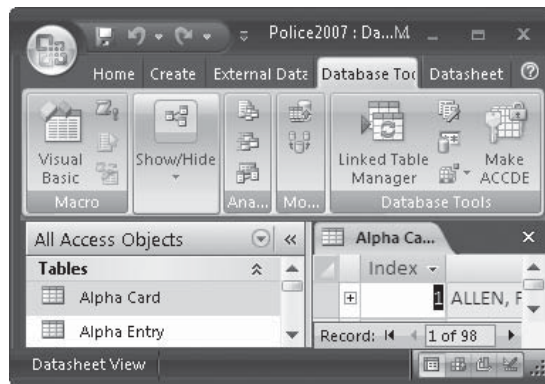 Police2007 : Da...M
Home Create External Data Database Too Datasheet
Visual Basic
Show/Hide
Linked Table Manager
Make ACCDE
Macro Ana... Mo... Database Tools
All Access Objects
Alpha Ca...
Tables
Index
Alpha Card
1 ALLEN, F
Alpha Entry
Record: 1 of 98
Datasheet View